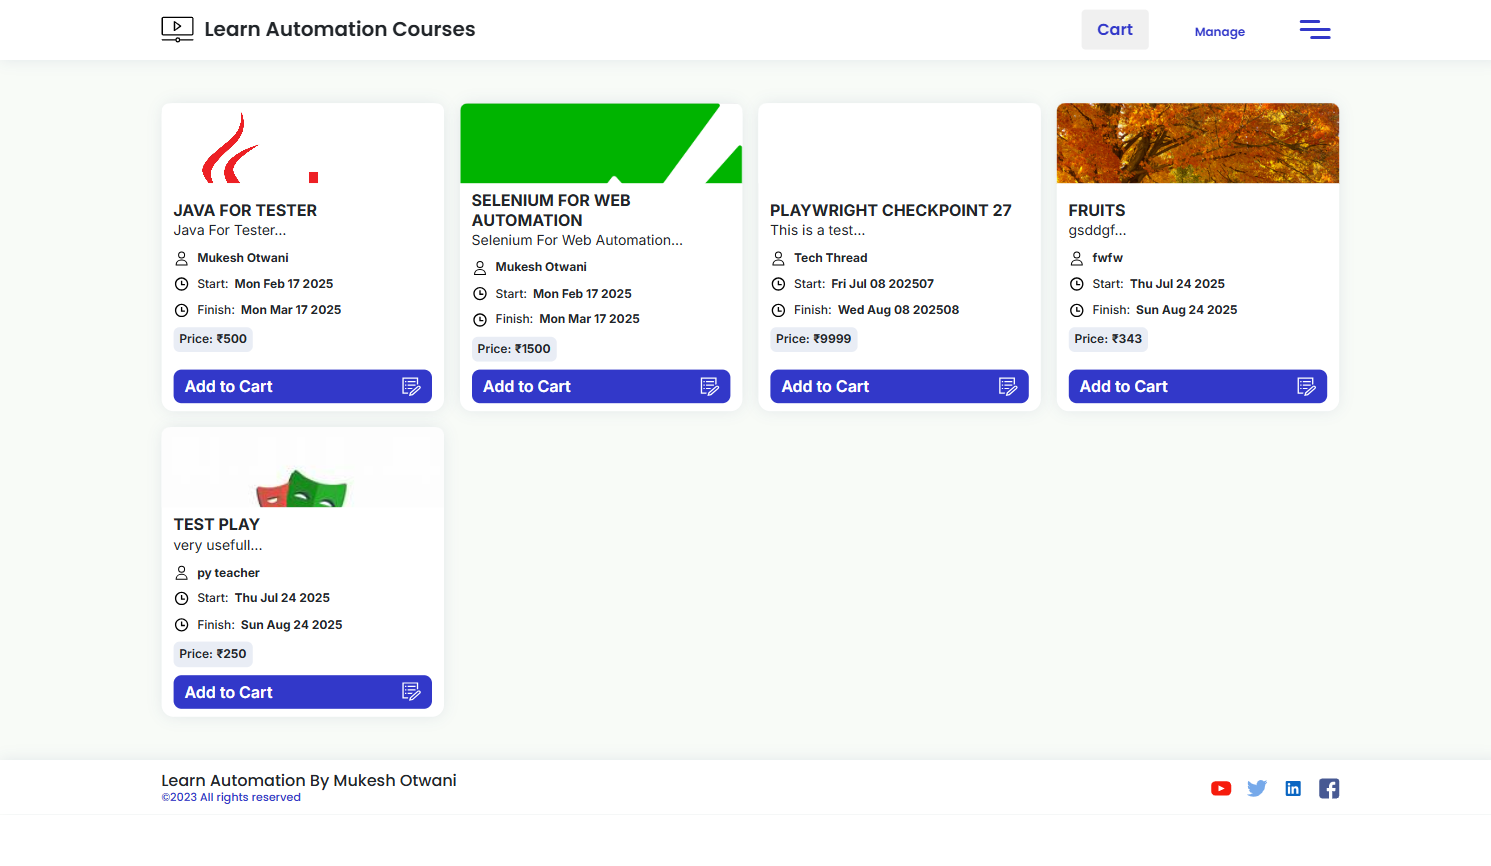 Learn Automation Courses
Cart
Manage
JAVA FOR TESTER
Java For Tester...
Mukesh Otwani
Start: Mon Feb 17 2025
Finish: Mon Mar 17 2025
Price: ₹500
Add to Cart
SELENIUM FOR WEB
AUTOMATION
Selenium For Web Automation...
Mukesh Otwani
Start: Mon Feb 17 2025
Finish: Mon Mar 17 2025
Price: ₹1500
Add to Cart
PLAYWRIGHT CHECKPOINT 27
This is a test...
Tech Thread
Start: Fri Jul 08 202507
Finish: Wed Aug 08 202508
Price: ₹9999
Add to Cart
FRUITS
gsddgf...
fwfw
Start: Thu Jul 24 2025
Finish: Sun Aug 24 2025
Price: ₹343
Add to Cart
TEST PLAY
very usefull...
py teacher
Start: Thu Jul 24 2025
Finish: Sun Aug 24 2025
Price: ₹250
Add to Cart
Learn Automation By Mukesh Otwani
©2023 All rights reserved